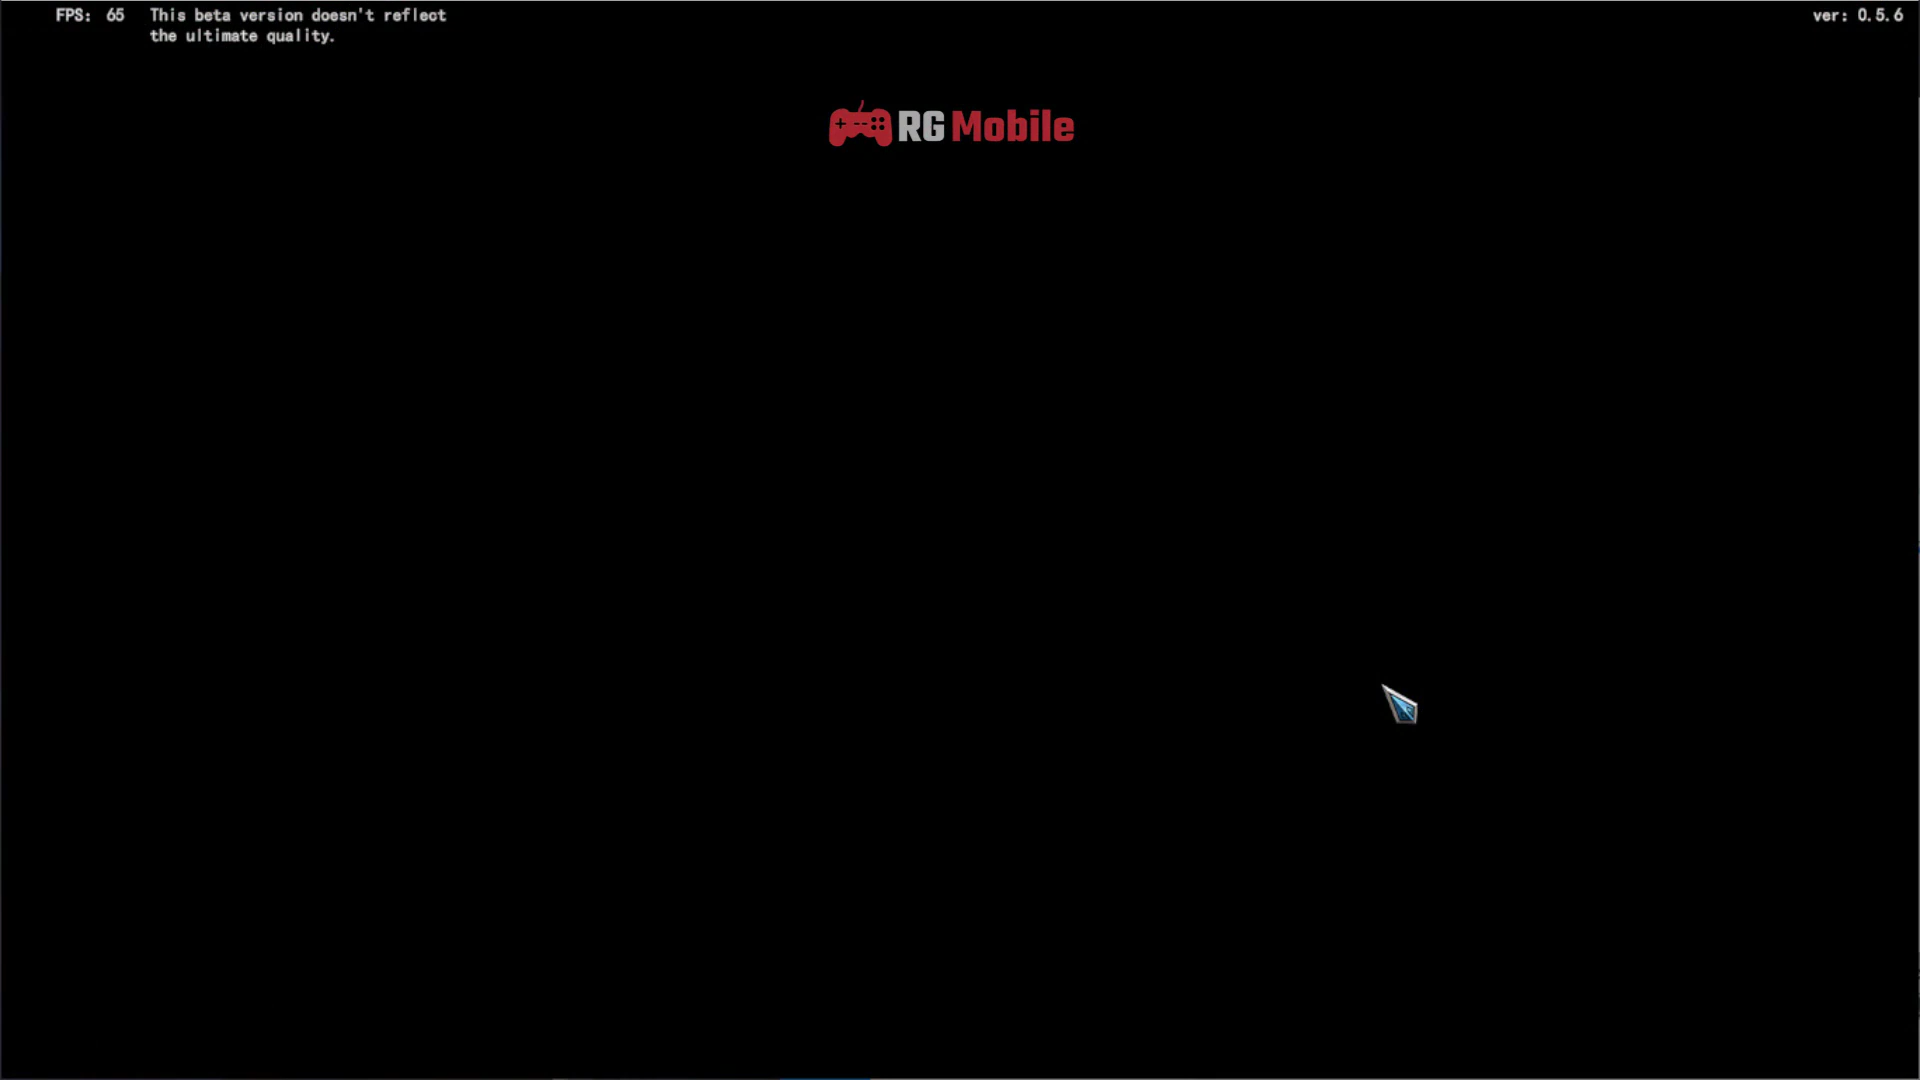 FPS: 65 This beta version doesn't reflect
the ultimate quality.
ver: 0.5.6
RG Mobile